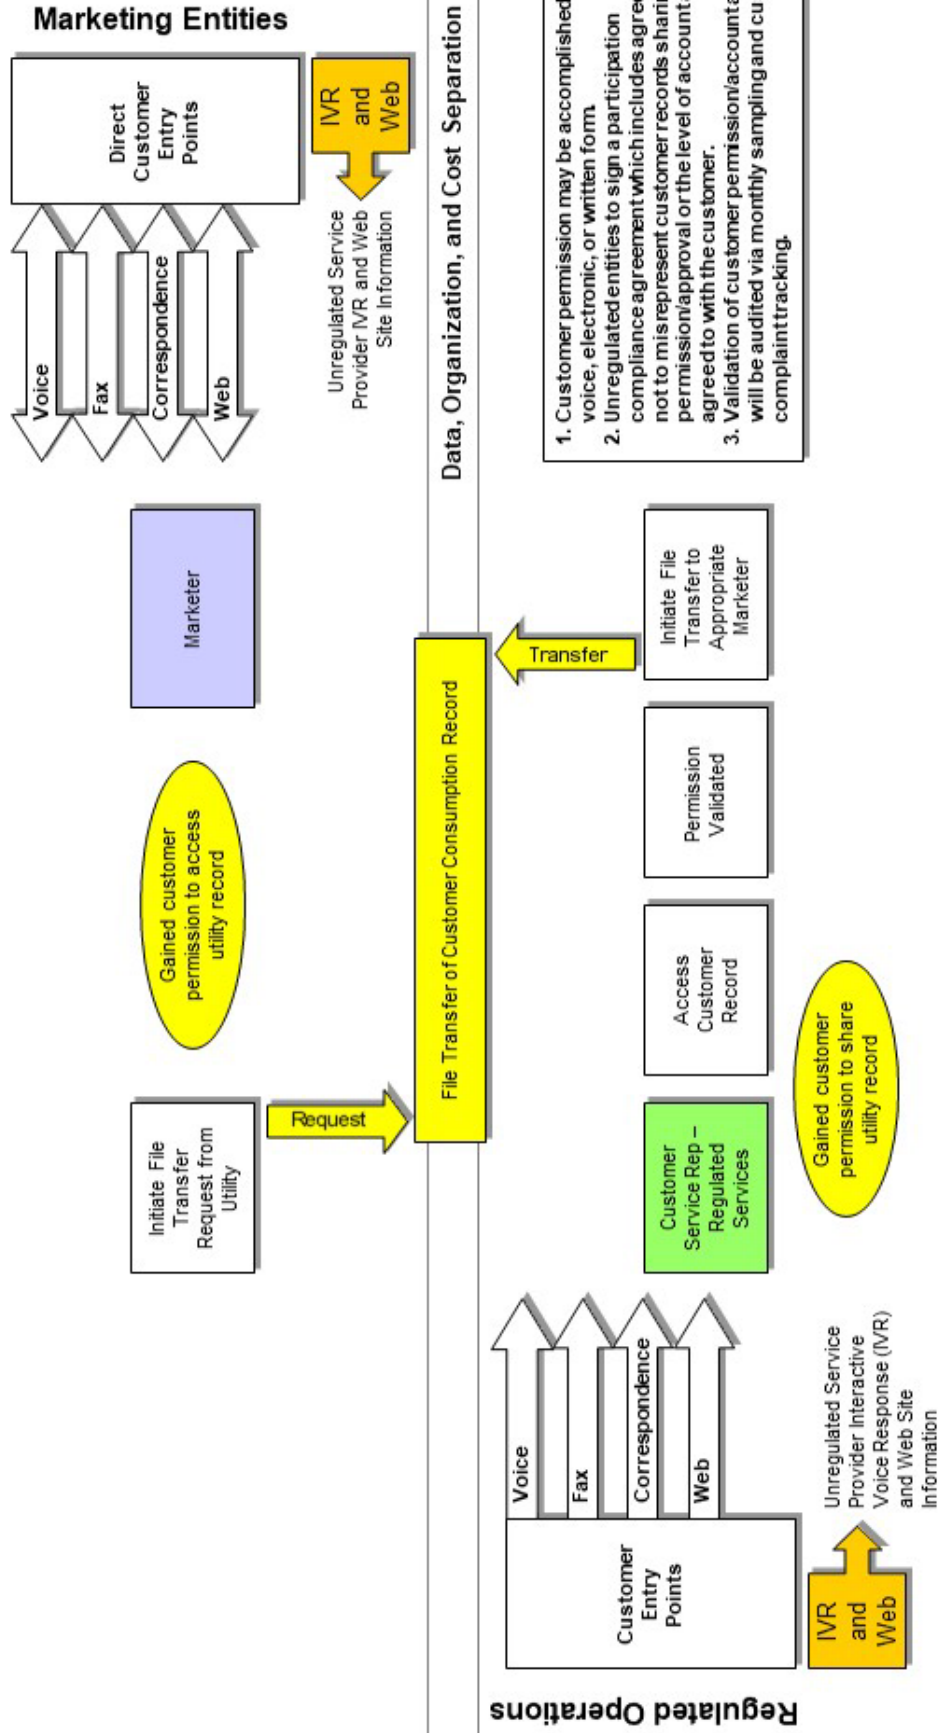 Marketing Entities
Direct
Customer
Entry
Points
IVR
and
Web
Voice
Fax
Correspondence
Web
Unregulated Service
Provider IVR and Web
Site Information
Marketer
Gained customer
permission to access
utility record
Initiate File
Transfer
Request from
Utility
Request
Data, Organization, and Cost Separation
File Transfer of Customer Consumption Record
Transfer
1. Customer permission may be accomplished
voice, electronic, or written form.
2. Unregulated entities to sign a participation
compliance agreement which includes
not to misrepresent customer records
permission/approval or the level of
agreed to with the customer.
3. Validation of customer
will be audited via monthly sampling and
complaint tracking.
Initiate File
Transfer to
Appropriate
Marketer
Permission
Validated
Access
Customer
Record
Customer
Service Rep –
Regulated
Services
Gained customer
permission to share
utility record
Voice
Fax
Correspondence
Web
Customer
Entry
Points
IVR
and
Web
Unregulated Service
Provider Interactive
Voice Response (IVR)
and Web Site
Information
Regulated Operations